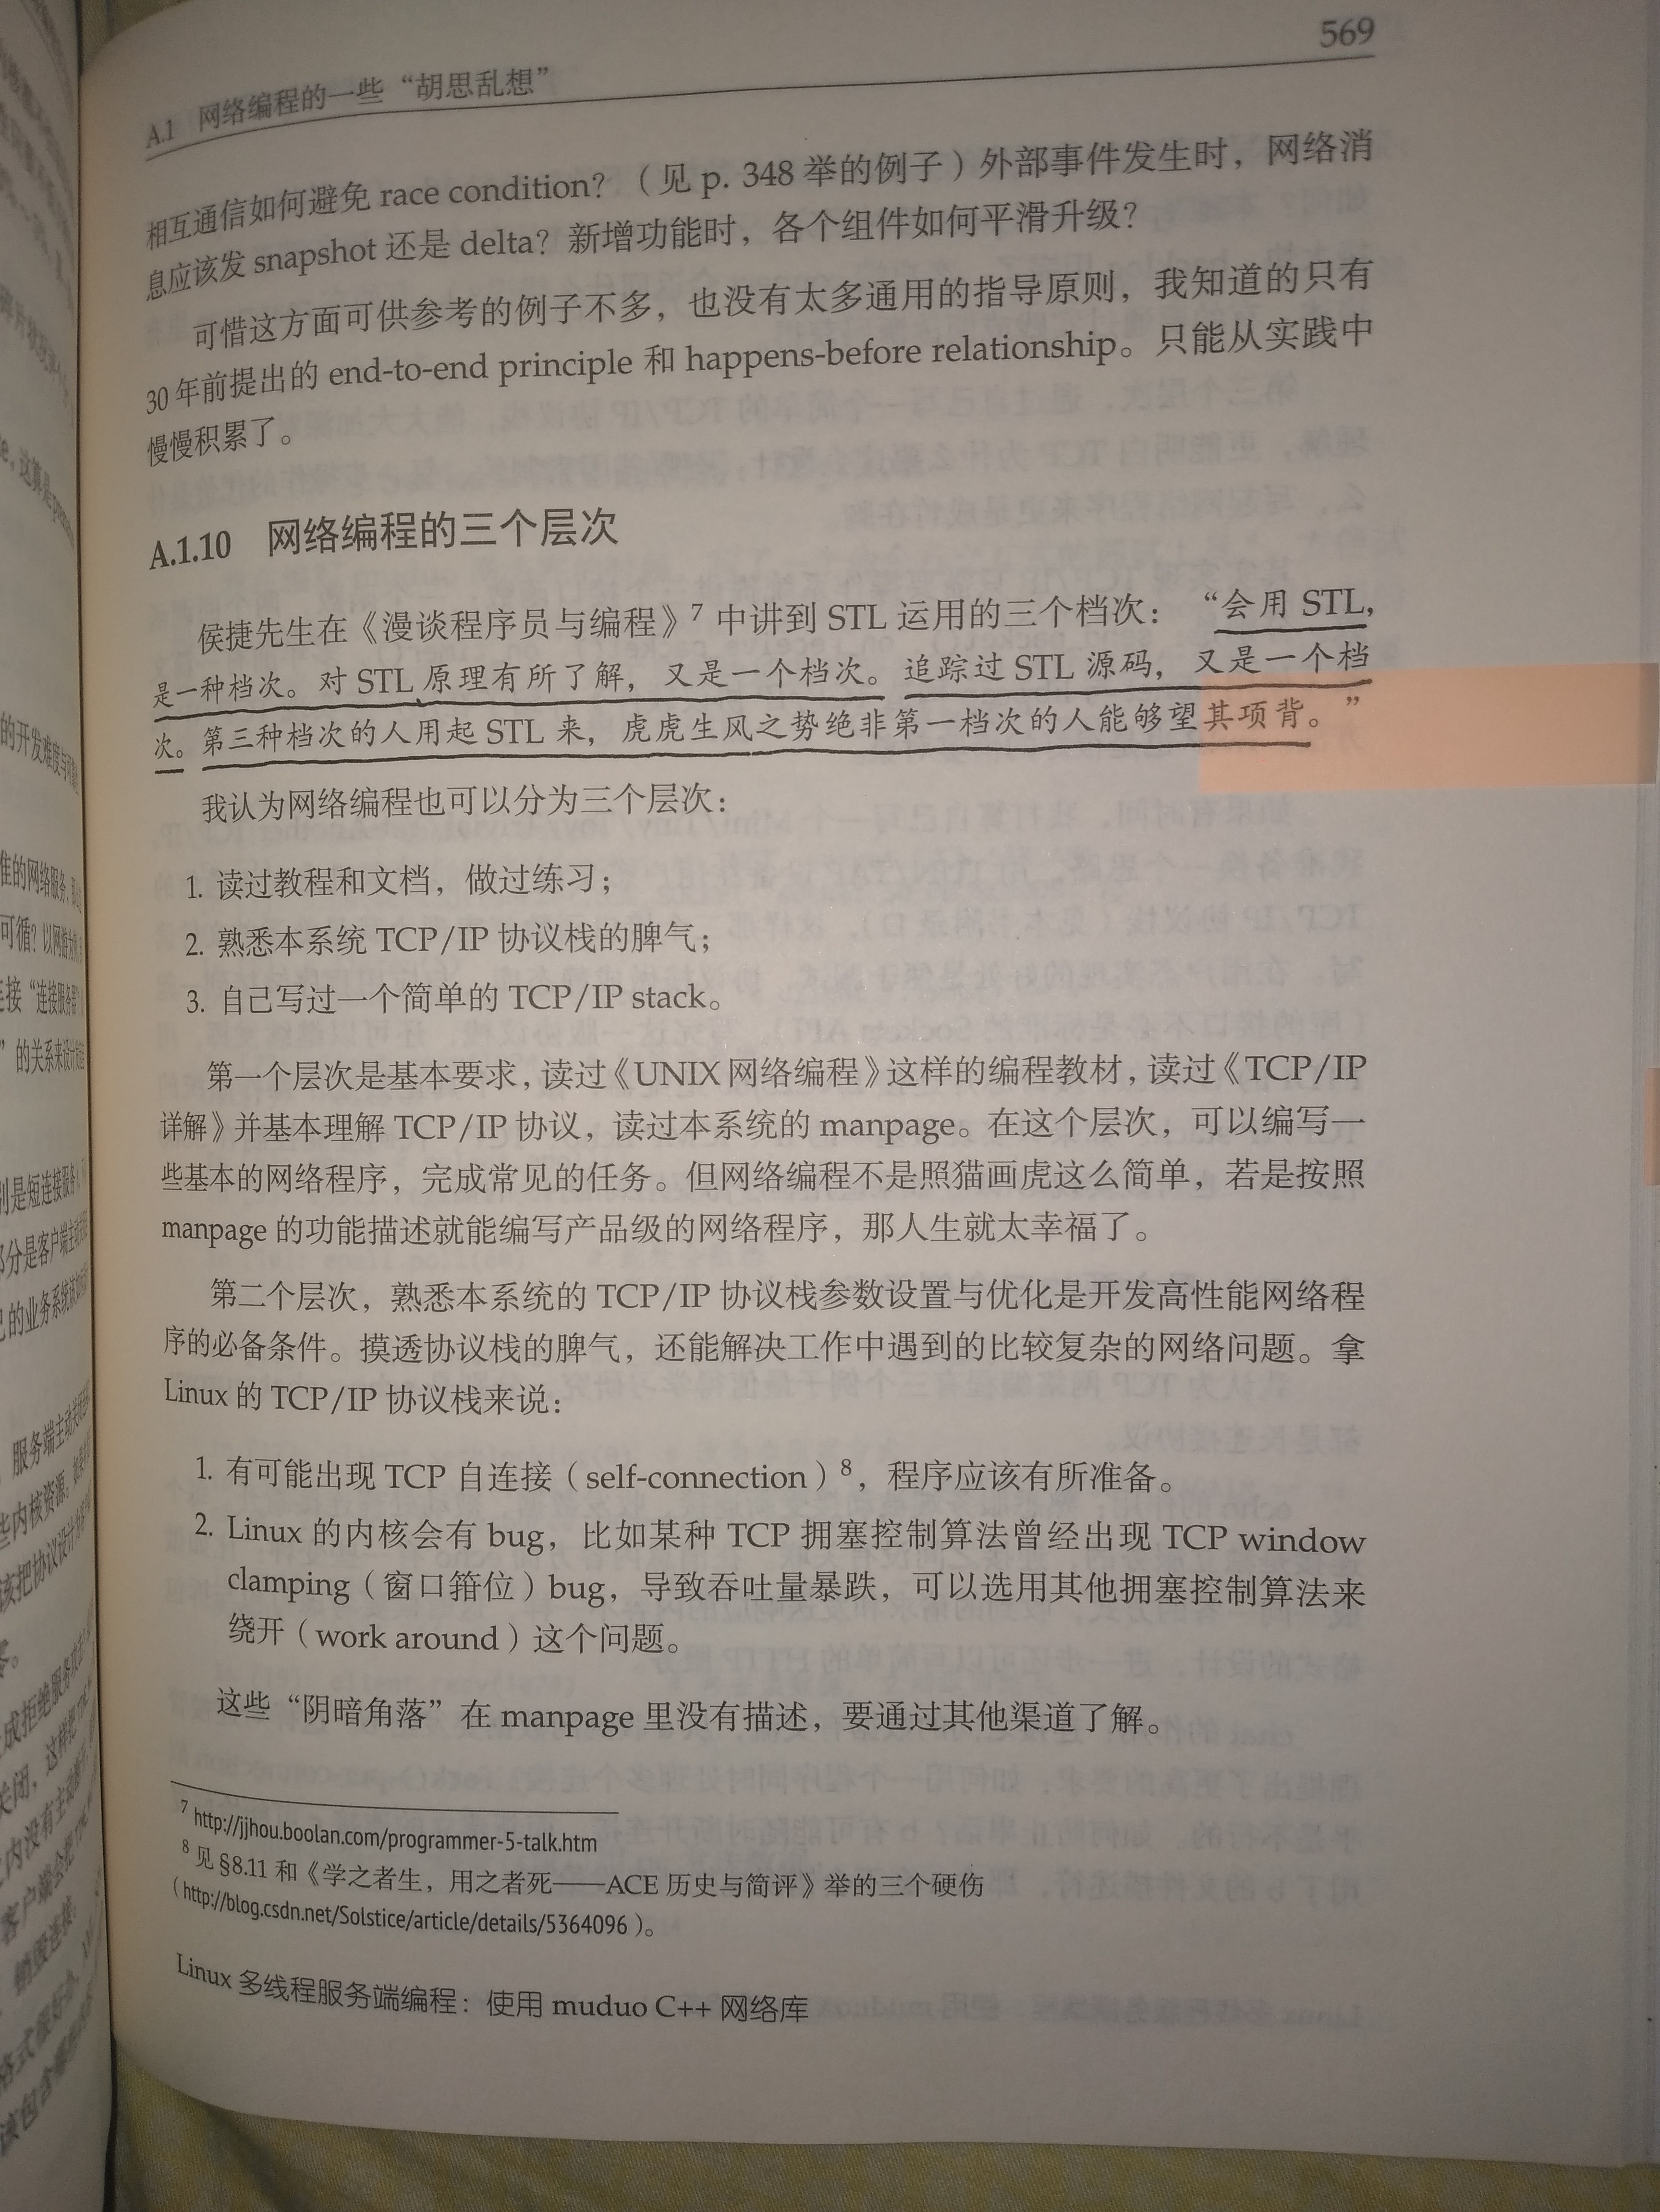 569
A.1 网络编程的一些“胡思乱想”
相互通信如何避免 race condition？（见 p. 348 举的例子）外部事件发生时，网络消
息应该发 snapshot 还是 delta？新增功能时，各个组件如何平滑升级？
可惜这方面可供参考的例子不多，也没有太多通用的指导原则，我知道的只有
30 年前提出的 end-to-end principle 和 happens-before relationship。只能从实践中
慢慢积累了。
A.1.10 网络编程的三个层次
侯捷先生在《漫谈程序员与编程》7 中讲到 STL 运用的三个档次：“会用 STL，
是一种档次。对 STL 原理有所了解，又是一个档次。追踪过 STL 源码，又是一个档
次。第三种档次的人用起 STL 来，虎虎生风之势绝非第一档次的人能够望其项背。”
我认为网络编程也可以分为三个层次：
1. 读过教程和文档，做过练习；
2. 熟悉本系统 TCP/IP 协议栈的脾气；
3. 自己写过一个简单的 TCP/IP stack。
第一个层次是基本要求，读过《UNIX 网络编程》这样的编程教材，读过《TCP/IP
详解》并基本理解 TCP/IP 协议，读过本系统的 manpage。在这个层次，可以编写一
些基本的网络程序，完成常见的任务。但网络编程不是照猫画虎这么简单，若是按照
manpage 的功能描述就能编写产品级的网络程序，那人生就太幸福了。
第二个层次，熟悉本系统的 TCP/IP 协议栈参数设置与优化是开发高性能网络程
序的必备条件。摸透协议栈的脾气，还能解决工作中遇到的比较复杂的网络问题。拿
Linux 的 TCP/IP 协议栈来说：
1. 有可能出现 TCP 自连接（self-connection）8，程序应该有所准备。
2. Linux 的内核会有 bug，比如某种 TCP 拥塞控制算法曾经出现 TCP window
clamping（窗口箝位）bug，导致吞吐量暴跌，可以选用其他拥塞控制算法来
绕开（work around）这个问题。
这些“阴暗角落”在 manpage 里没有描述，要通过其他渠道了解。
7 http://jjhou.boolan.com/programmer-5-talk.htm
8 见 §8.11 和《学之者生，用之者死——ACE 历史与简评》举的三个硬伤
（http://blog.csdn.net/Solstice/article/details/5364096）。
Linux 多线程服务端编程：使用 muduo C++ 网络库